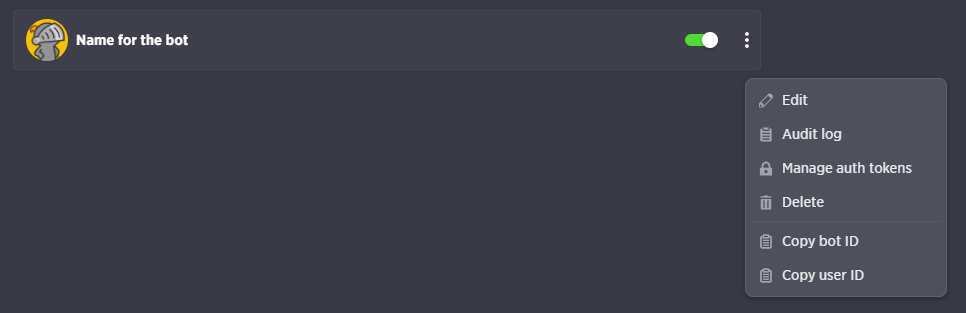 Name for the bot
Edit
Audit log
Manage auth tokens
Delete
Copy bot ID
Copy user ID